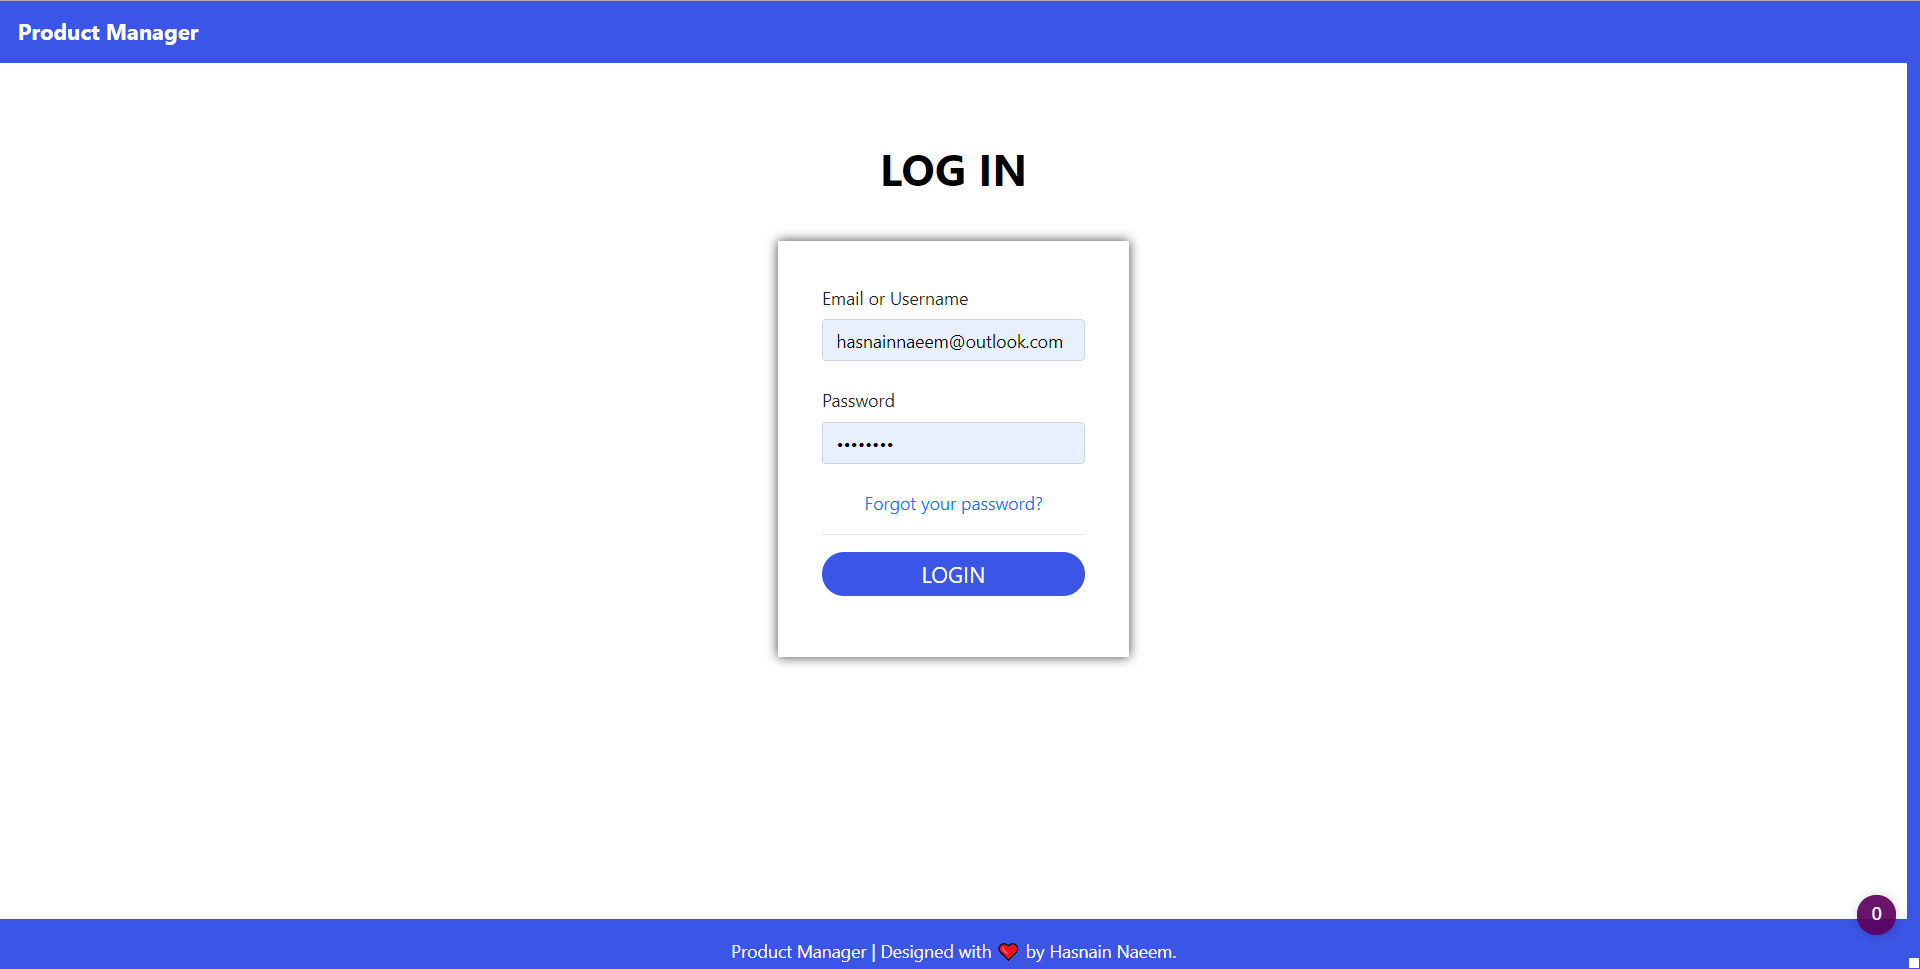 Product Manager
LOG IN
Email or Username
hasnainnaeem@outlook.com
Password
••••••••
Forgot your password?
LOGIN
0
Product Manager | Designed with ❤️ by Hasnain Naeem.